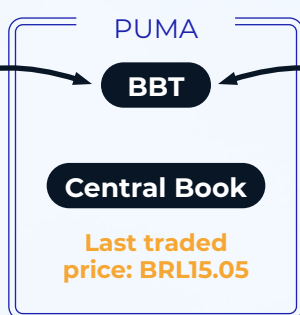 PUMA
BBT
Central Book
Last traded
price: BRL15.05